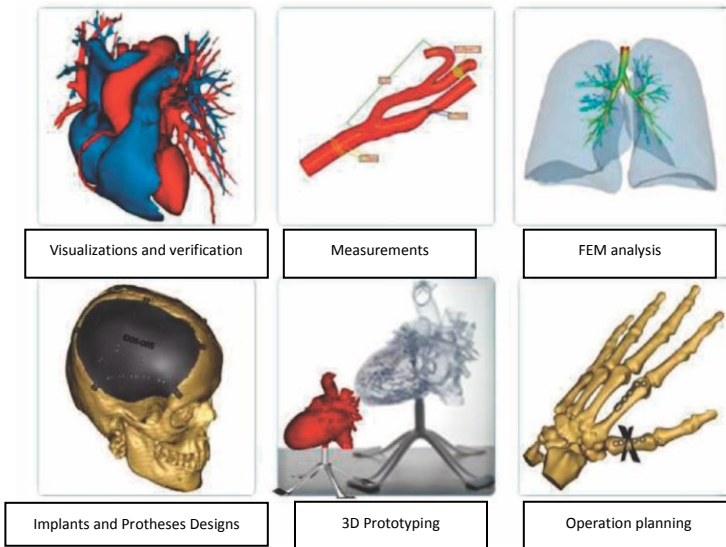 Visualizations and verification
Measurements
FEM analysis
Implants and Protheses Designs
3D Prototyping
Operation planning